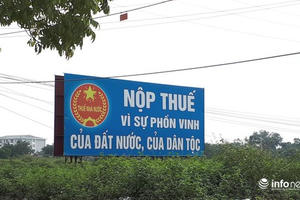 NỘP THUẾ
VÌ SỰ PHỒN VINH
CỦA ĐẤT NƯỚC, CỦA DÂN TỘC
THUẾ NHÀ NƯỚC
infonet